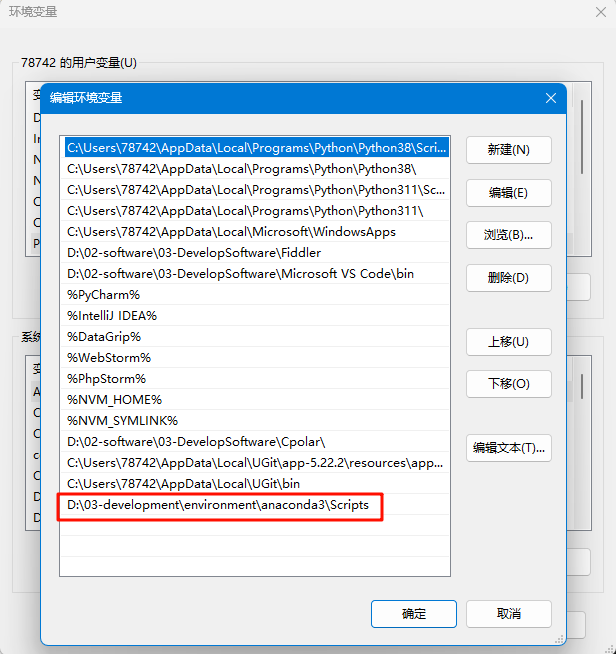 环境变量
78742 的用户变量(U)
编辑环境变量
C:\Users\78742\AppData\Local\Programs\Python\Python38\Scri...
新建(N)
C:\Users\78742\AppData\Local\Programs\Python\Python38\
C:\Users\78742\AppData\Local\Programs\Python\Python311\Sc...
编辑(E)
C:\Users\78742\AppData\Local\Programs\Python\Python311\
C:\Users\78742\AppData\Local\Microsoft\WindowsApps
浏览(B)...
D:\02-software\03-DevelopSoftware\Fiddler
D:\02-software\03-DevelopSoftware\Microsoft VS Code\bin
删除(D)
%PyCharm%
%IntelliJ IDEA%
%DataGrip%
上移(U)
%WebStorm%
%PhpStorm%
下移(O)
%NVM_HOME%
%NVM_SYMLINK%
D:\02-software\03-DevelopSoftware\Cpolar\
编辑文本(T)...
C:\Users\78742\AppData\Local\UGit\app-5.22.2\resources\app...
C:\Users\78742\AppData\Local\UGit\bin
D:\03-development\environment\anaconda3\Scripts
确定
取消